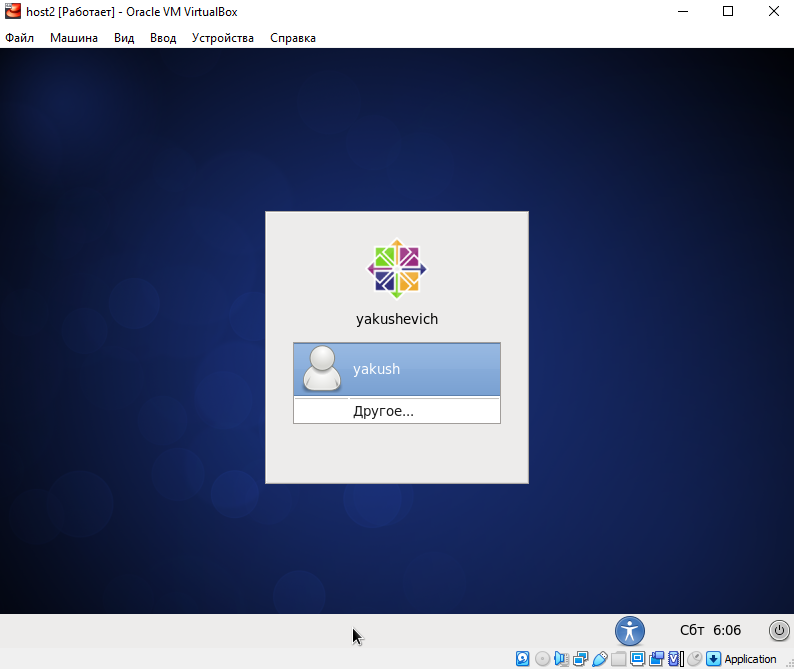 host2 [Работает] - Oracle VM VirtualBox
Файл Машина Вид Ввод Устройства Справка
yakushevich
yakush
Другое...
Сбт 6:06
Application